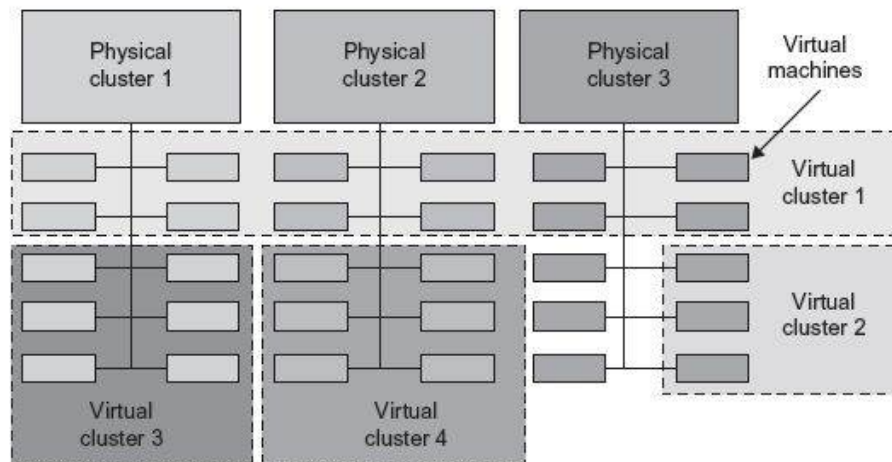 Physical
cluster 1
Physical
cluster 2
Physical
cluster 3
Virtual
machines
Virtual
cluster 1
Virtual
cluster 2
Virtual
cluster 3
Virtual
cluster 4